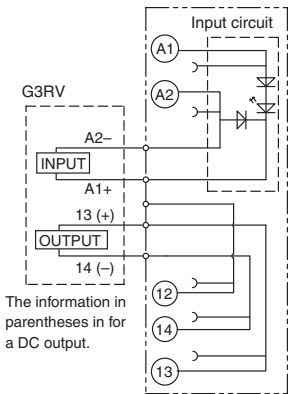 Input circuit
A1
G3RV
A2
A2–
INPUT
A1+
13 (+)
OUTPUT
14 (–)
12
14
13
The information in
parentheses in for
a DC output.